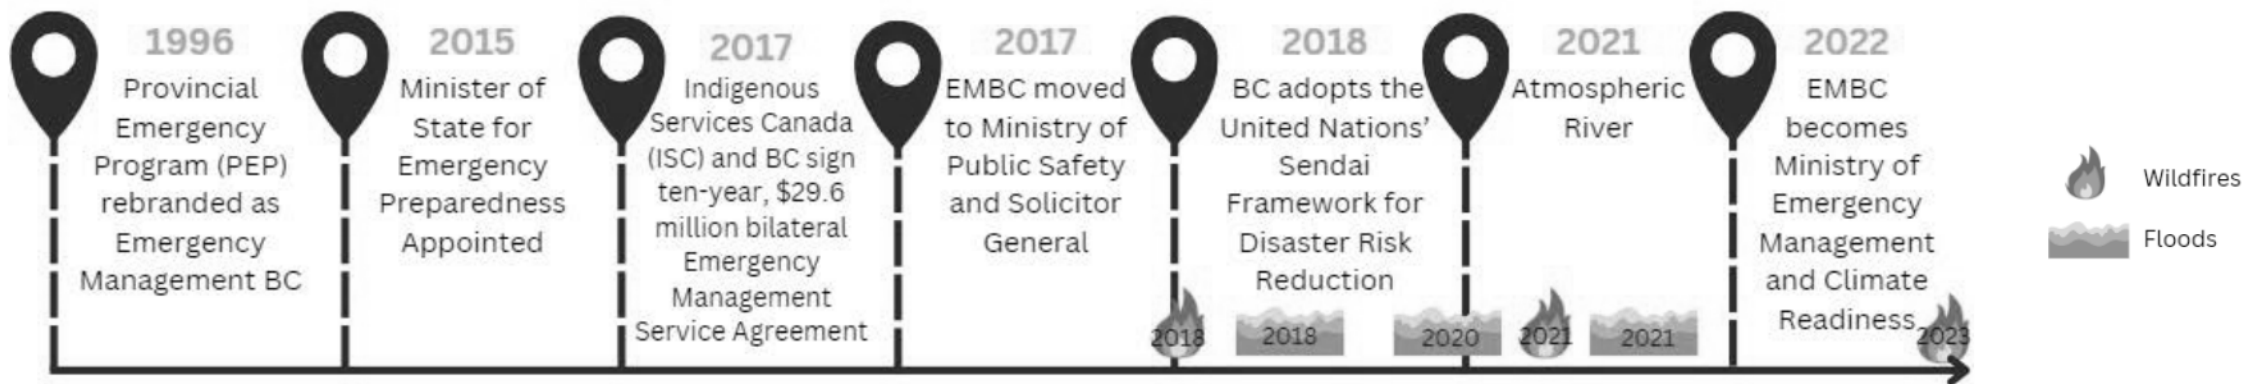 1996
Provincial
Emergency
Program (PEP)
rebranded as
Emergency
Management BC
2015
Minister of
State for
Emergency
Preparedness
Appointed
2017
Indigenous
Services Canada
(ISC) and BC sign
ten-year, $29.6
million bilateral
Emergency
Management
Service Agreement
2017
EMBC moved
to Ministry of
Public Safety
and Solicitor
General
2018
BC adopts the
United Nations’
Sendai
Framework for
Disaster Risk
Reduction
2021
Atmospheric
River
2022
EMBC
becomes
Ministry of
Emergency
Management
and Climate
Readiness
2018
2018
2020
2021
2021
2023
Wildfires
Floods